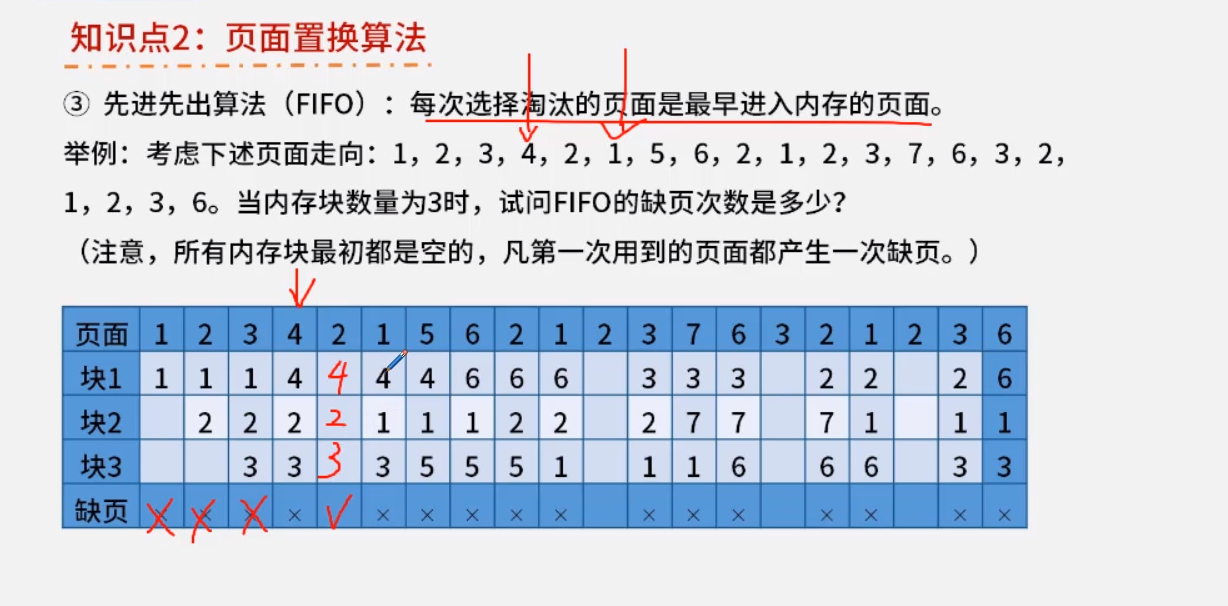 知识点2：页面置换算法
③ 先进先出算法（FIFO）：每次选择淘汰的页面是最早进入内存的页面。
举例：考虑下述页面走向：1，2，3，4，2，1，5，6，2，1，2，3，7，6，3，2，
1，2，3，6。当内存块数量为3时，试问FIFO的缺页次数是多少？
（注意，所有内存块最初都是空的，凡第一次用到的页面都产生一次缺页。）
页面 1 2 3 4 2 1 5 6 2 1 2 3 7 6 3 2 1 2 3 6
块1 1 1 1 4 4 4 4 6 6 6 3 3 3 2 2 2 6
块2 2 2 2 2 1 1 1 2 2 2 7 7 7 1 1 1
块3 3 3 3 3 5 5 5 1 1 1 6 6 6 3 3
缺页 × × × × √ × × × × × × × × × × × ×